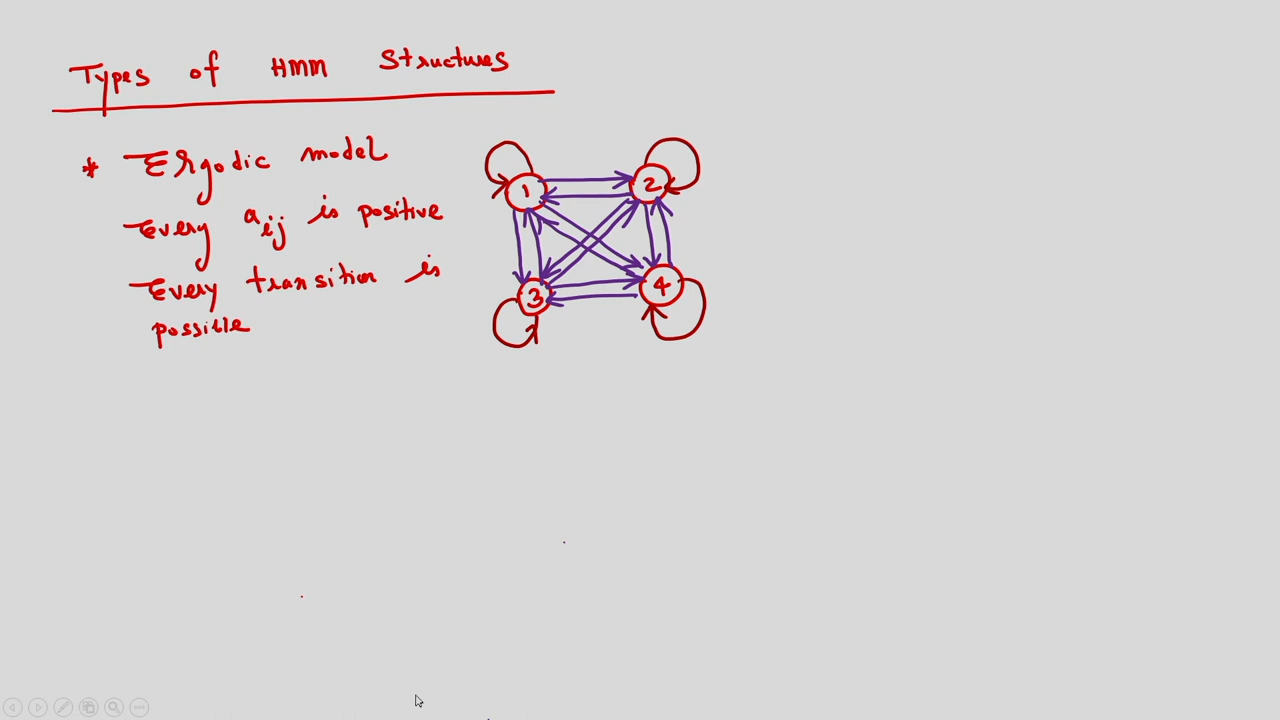 Types of HMM Structures
* Ergodic model
Every aij is positive
Every transition is
possible
1 2
3 4